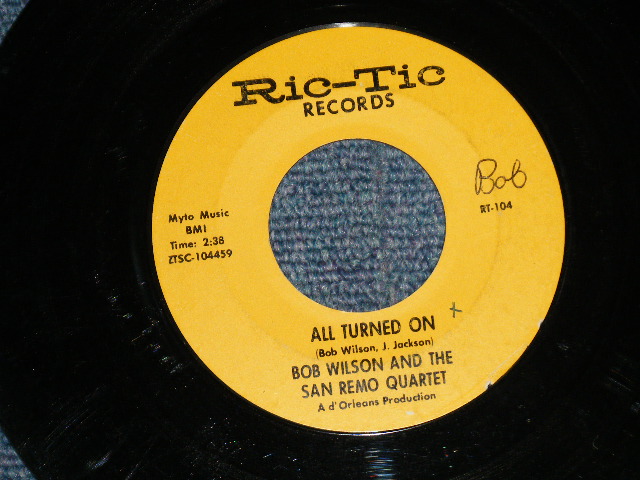 Ric-Tic
RECORDS
Bob
RT-104
Myto Music
BMI
Time: 2:38
ZTSC-104459
x
ALL TURNED ON
(Bob Wilson, J. Jackson)
BOB WILSON AND THE
SAN REMO QUARTET
A d'Orleans Production